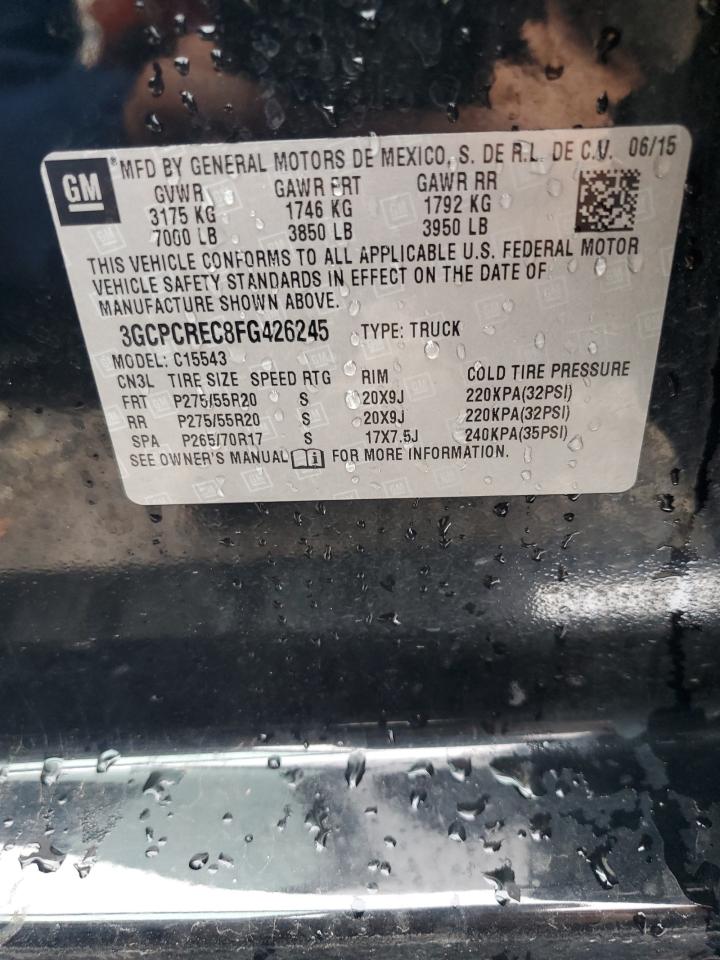 GM ® MFD BY GENERAL MOTORS DE MEXICO, S. DE R.L. DE C.V. 06/15
GVWR GAWR FRT GAWR RR
3175 KG 1746 KG 1792 KG
7000 LB 3850 LB 3950 LB
THIS VEHICLE CONFORMS TO ALL APPLICABLE U.S. FEDERAL MOTOR
VEHICLE SAFETY STANDARDS IN EFFECT ON THE DATE OF
MANUFACTURE SHOWN ABOVE.
3GCPCREC8FG426245 TYPE: TRUCK
MODEL: C15543
CN3L TIRE SIZE SPEED RTG RIM COLD TIRE PRESSURE
FRT P275/55R20 S 20X9J 220KPA(32PSI)
RR P275/55R20 S 20X9J 220KPA(32PSI)
SPA P265/70R17 S 17X7.5J 240KPA(35PSI)
SEE OWNER'S MANUAL i FOR MORE INFORMATION.